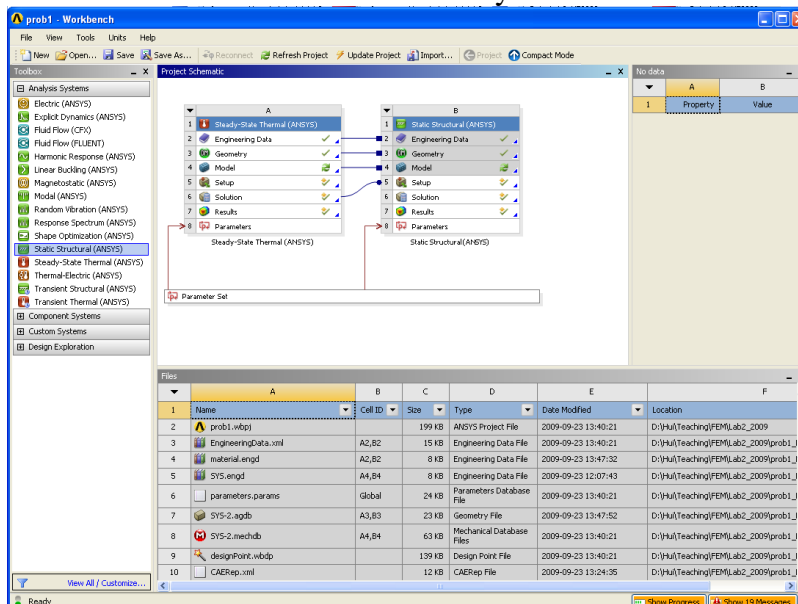 prob1 - Workbench
File View Tools Units Help
New Open... Save Save As... Reconnect Refresh Project Update Project Import... Project Compact Mode
Toolbox
Analysis Systems
Electric (ANSYS)
Explicit Dynamics (ANSYS)
Fluid Flow (CFX)
Fluid Flow (FLUENT)
Harmonic Response (ANSYS)
Linear Buckling (ANSYS)
Magnetostatic (ANSYS)
Modal (ANSYS)
Random Vibration (ANSYS)
Response Spectrum (ANSYS)
Shape Optimization (ANSYS)
Static Structural (ANSYS)
Steady-State Thermal (ANSYS)
Thermal-Electric (ANSYS)
Transient Structural (ANSYS)
Transient Thermal (ANSYS)
Component Systems
Custom Systems
Design Exploration
View All / Customize...
Project Schematic
A
1 Steady-State Thermal (ANSYS)
2 Engineering Data
3 Geometry
4 Model
5 Setup
6 Solution
7 Results
8 Parameters
Steady-State Thermal (ANSYS)
B
1 Static Structural (ANSYS)
2 Engineering Data
3 Geometry
4 Model
5 Setup
6 Solution
7 Results
8 Parameters
Static Structural (ANSYS)
Parameter Set
No data
A B
1 Property Value
Files
A B C D E F
1 Name Cell ID Size Type Date Modified Location
2 prob1.wbpj 199 KB ANSYS Project File 2009-09-23 13:40:21 D:\Hul\Teaching\FEM\Lab2_2009
3 EngineeringData.xml A2,B2 15 KB Engineering Data File 2009-09-23 13:40:21 D:\Hul\Teaching\FEM\Lab2_2009\prob1_
4 material.engd A2,B2 8 KB Engineering Data File 2009-09-23 13:47:32 D:\Hul\Teaching\FEM\Lab2_2009\prob1_
5 SYS.engd A4,B4 8 KB Engineering Data File 2009-09-23 12:07:43 D:\Hul\Teaching\FEM\Lab2_2009\prob1_
6 parameters.params Global 24 KB Parameters Database File 2009-09-23 13:40:21 D:\Hul\Teaching\FEM\Lab2_2009\prob1_
7 SYS-2.agdb A3,B3 23 KB Geometry File 2009-09-23 13:47:52 D:\Hul\Teaching\FEM\Lab2_2009\prob1_
8 SYS-2.mechdb A4,B4 63 KB Mechanical Database Files 2009-09-23 13:40:21 D:\Hul\Teaching\FEM\Lab2_2009\prob1_
9 designPoint.wbdp 139 KB Design Point File 2009-09-23 13:40:21 D:\Hul\Teaching\FEM\Lab2_2009\prob1_
10 CAERep.xml 12 KB CAERep File 2009-09-23 13:24:35 D:\Hul\Teaching\FEM\Lab2_2009\prob1_
Ready
Show Progress Show 19 Messages